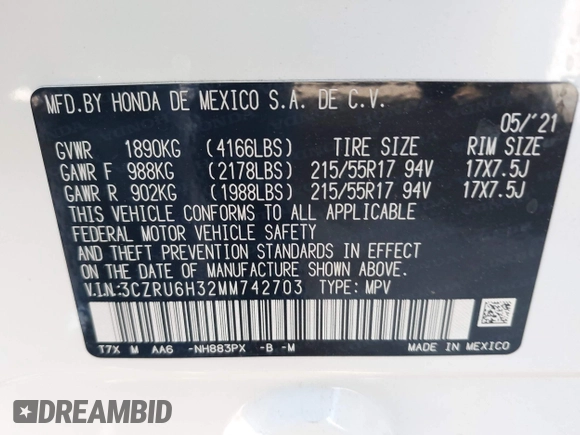 MFD.BY HONDA DE MEXICO S.A. DE C.V.
05/'21
GVWR 1890KG (4166LBS) TIRE SIZE RIM SIZE
GAWR F 988KG (2178LBS) 215/55R17 94V 17X7.5J
GAWR R 902KG (1988LBS) 215/55R17 94V 17X7.5J
THIS VEHICLE CONFORMS TO ALL APPLICABLE
FEDERAL MOTOR VEHICLE SAFETY
AND THEFT PREVENTION STANDARDS IN EFFECT
ON THE DATE OF MANUFACTURE SHOWN ABOVE.
V.I.N:3CZRU6H32MM742703 TYPE: MPV
T7X M AA6 -NH883PX -B -M MADE IN MEXICO
DREAMBID